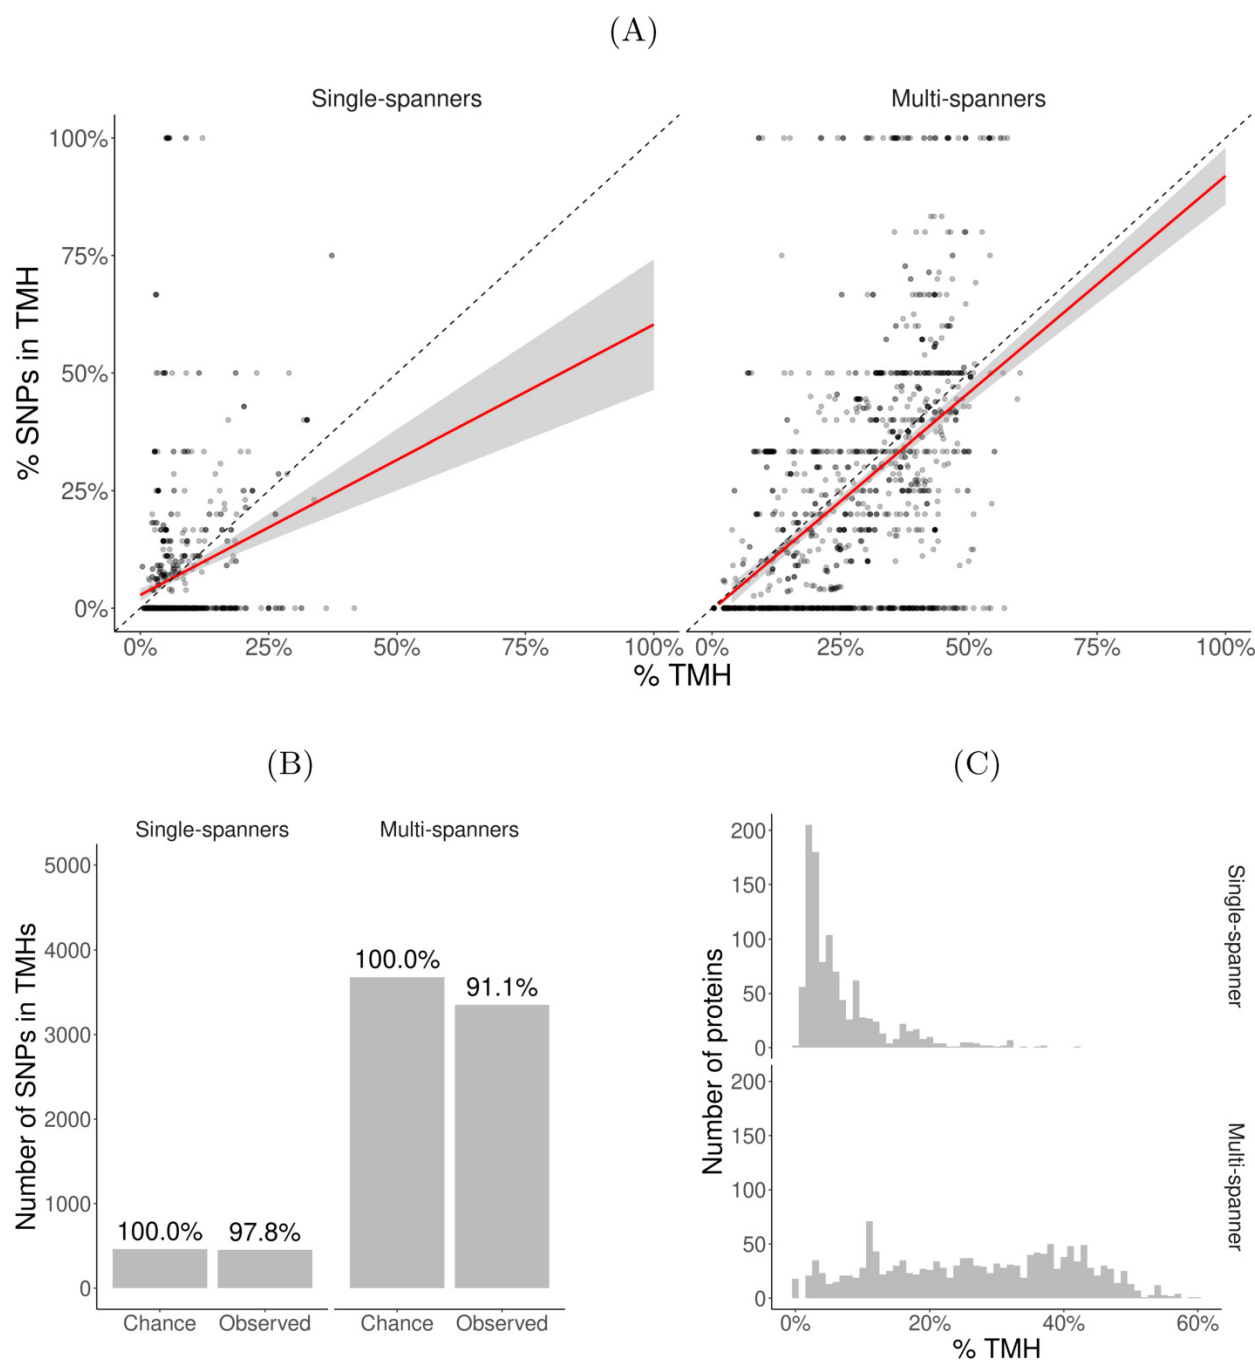 (A)
Single-spanners
Multi-spanners
% SNPs in TMH
100%
75%
50%
25%
0%
0% 25% 50% 75% 100%
0% 25% 50% 75% 100%
% TMH
(B)
Single-spanners
Multi-spanners
Number of SNPs in TMHs
5000
4000
3000
2000
1000
0
100.0%
97.8%
100.0%
91.1%
Chance Observed
Chance Observed
(C)
Number of proteins
200
150
100
50
0
Single-spanner
200
150
100
50
0
Multi-spanner
0% 20% 40% 60%
% TMH